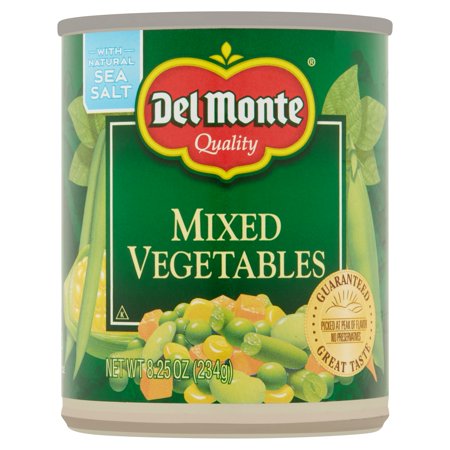 WITH
NATURAL
SEA
SALT
Del Monte
®
Quality
MIXED
VEGETABLES
GUARANTEED
PICKED AT PEAK OF FLAVOR
NO PRESERVATIVES
GREAT TASTE
K
NET WT 8.25 OZ (234g)